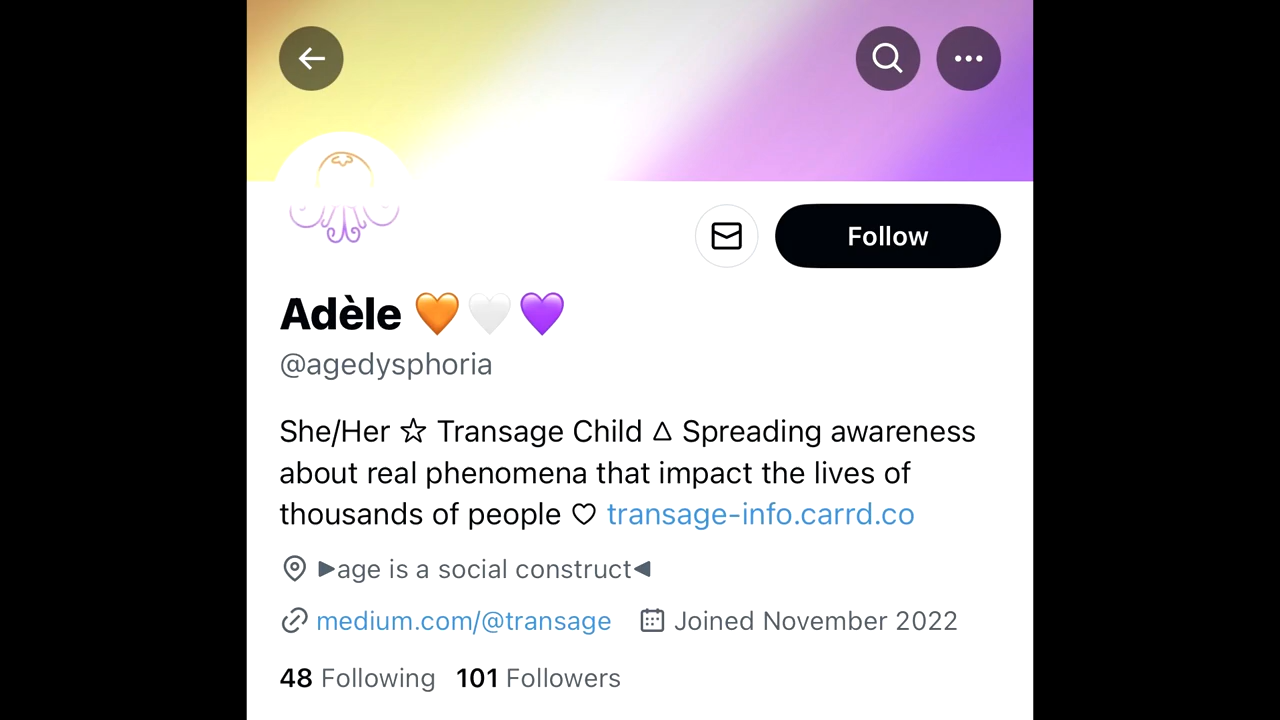 Follow
Adèle 🧡🤍💜
@agedysphoria
She/Her ☆ Transage Child △ Spreading awareness
about real phenomena that impact the lives of
thousands of people ♡ transage-info.carrd.co
▶age is a social construct◀
medium.com/@transage Joined November 2022
48 Following 101 Followers